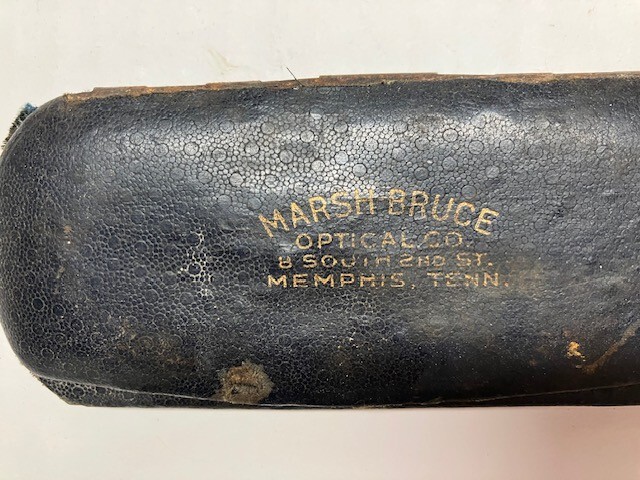 MARSH-BRUCE
OPTICAL CO.
8 SOUTH 2ND ST.
MEMPHIS, TENN.